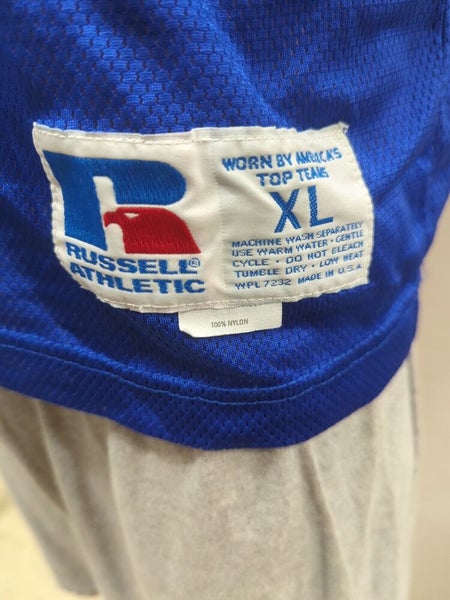 RUSSELL®
ATHLETIC
WORN BY AMERICA'S
TOP TEAMS
XL
MACHINE WASH SEPARATELY
USE WARM WATER · GENTLE
CYCLE · DO NOT BLEACH
TUMBLE DRY · LOW HEAT
WPL 7232 MADE IN U.S.A.
100% NYLON